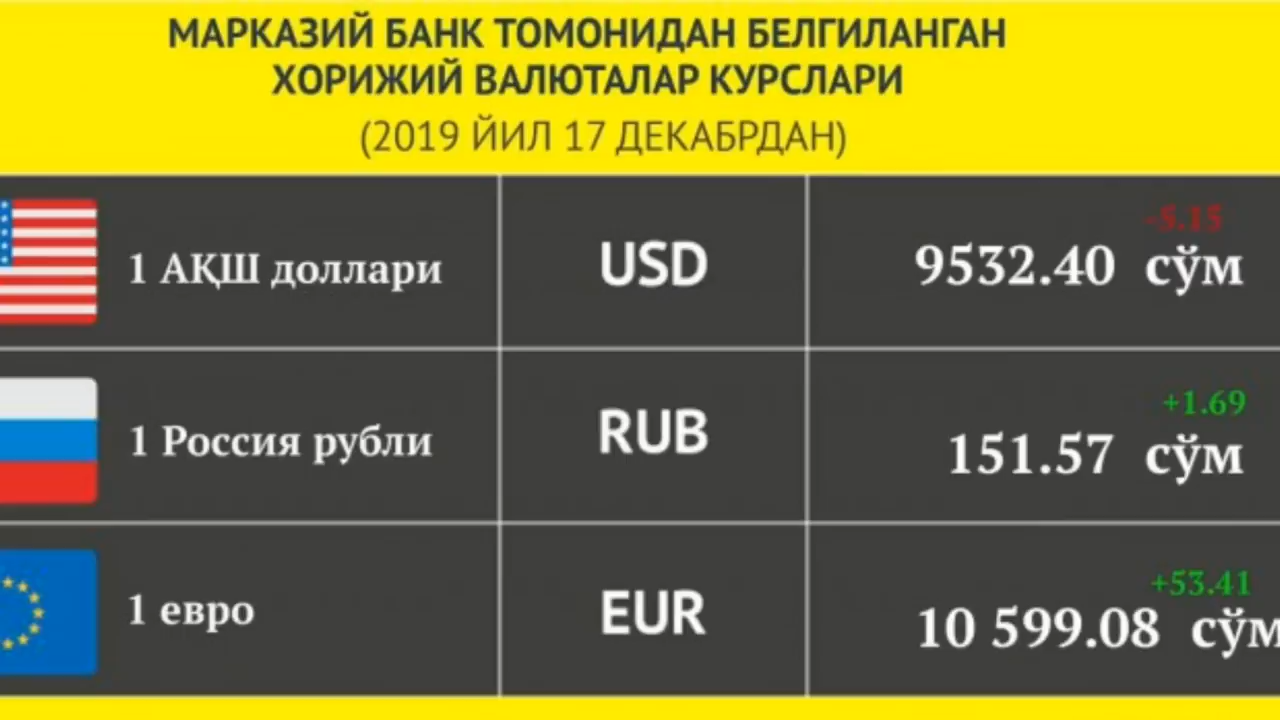 МАРКАЗИЙ БАНК ТОМОНИДАН БЕЛГИЛАНГАН
ХОРИЖИЙ ВАЛЮТАЛАР КУРСЛАРИ
(2019 ЙИЛ 17 ДЕКАБРДАН)
-5.15
1 АҚШ доллари USD 9532.40 сўм
+1.69
1 Россия рубли RUB 151.57 сўм
+53.41
1 евро EUR 10 599.08 сўм